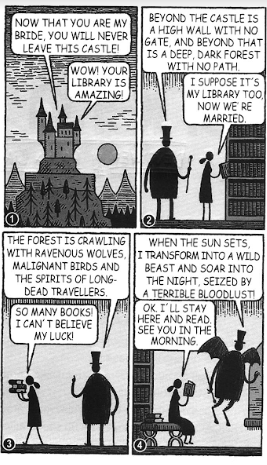 NOW THAT YOU ARE MY
BRIDE, YOU WILL NEVER
LEAVE THIS CASTLE!
WOW! YOUR
LIBRARY IS
AMAZING!
1
BEYOND THE CASTLE IS
A HIGH WALL WITH NO
GATE, AND BEYOND THAT
IS A DEEP, DARK FOREST
WITH NO PATH.
I SUPPOSE IT'S
MY LIBRARY TOO,
NOW WE'RE
MARRIED.
2
THE FOREST IS CRAWLING
WITH RAVENOUS WOLVES,
MALIGNANT BIRDS AND
THE SPIRITS OF LONG-
DEAD TRAVELLERS.
SO MANY BOOKS!
I CAN'T BELIEVE
MY LUCK!
3
WHEN THE SUN SETS,
I TRANSFORM INTO A WILD
BEAST AND SOAR INTO
THE NIGHT, SEIZED BY
A TERRIBLE BLOODLUST!
OK. I'LL STAY
HERE AND READ.
SEE YOU IN THE
MORNING.
4